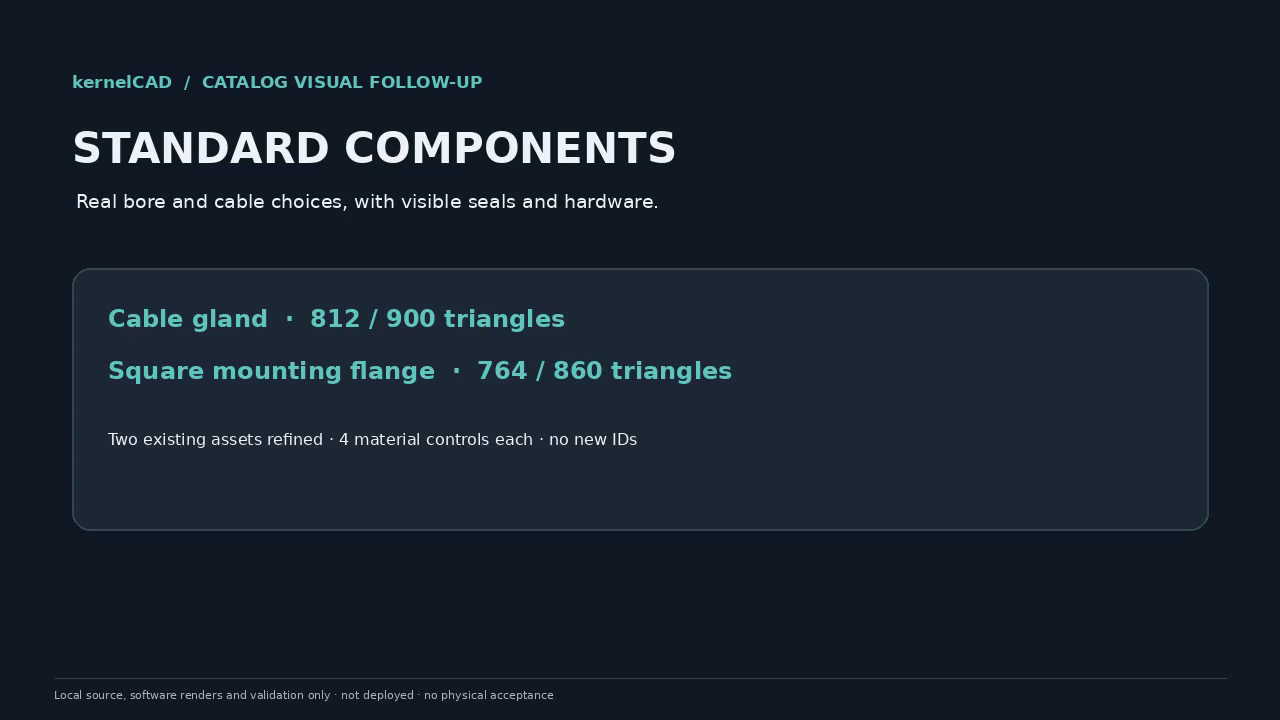 kernelCAD / CATALOG VISUAL FOLLOW-UP
STANDARD COMPONENTS
Real bore and cable choices, with visible seals and hardware.
Cable gland · 812 / 900 triangles
Square mounting flange · 764 / 860 triangles
Two existing assets refined · 4 material controls each · no new IDs
Local source, software renders and validation only · not deployed · no physical acceptance